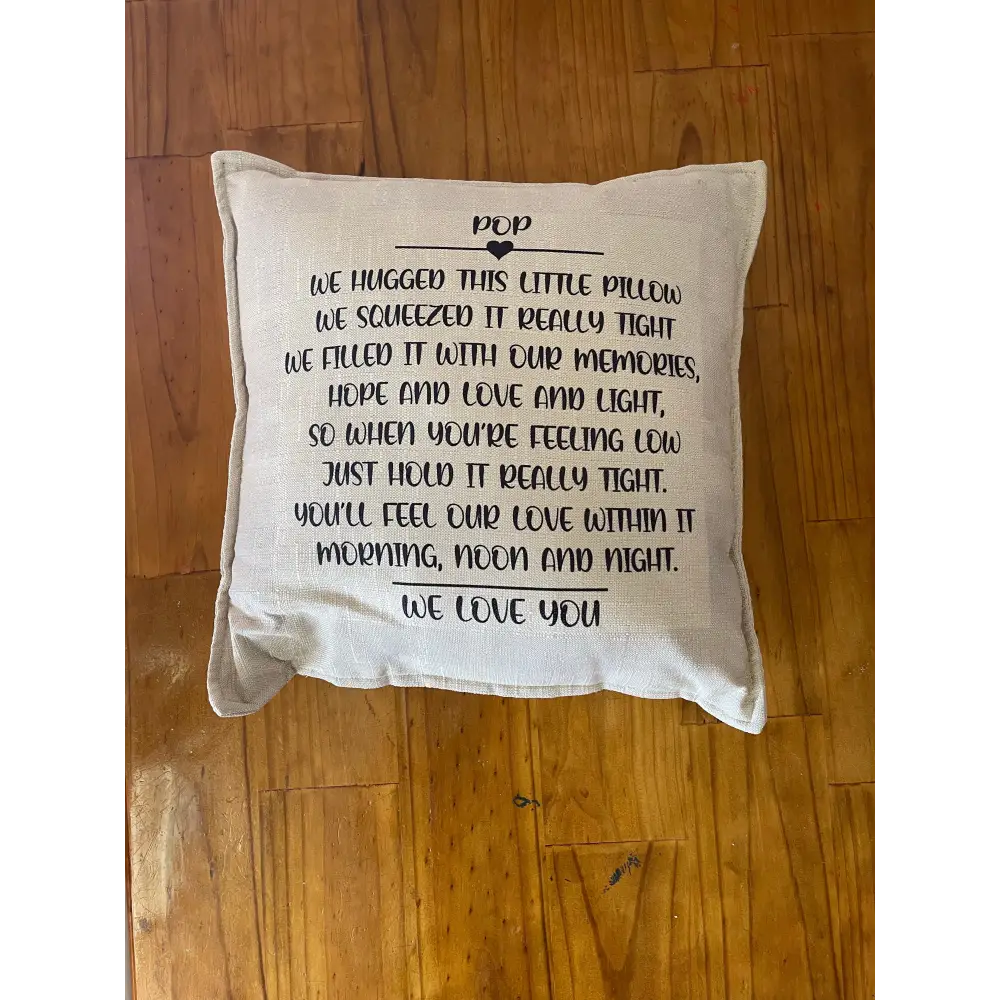 POP
WE HUGGED THIS LITTLE PILLOW
WE SQUEEZED IT REALLY TIGHT
WE FILLED IT WITH OUR MEMORIES,
HOPE AND LOVE AND LIGHT,
SO WHEN YOU'RE FEELING LOW
JUST HOLD IT REALLY TIGHT.
YOU'LL FEEL OUR LOVE WITHIN IT
MORNING, NOON AND NIGHT.
WE LOVE YOU